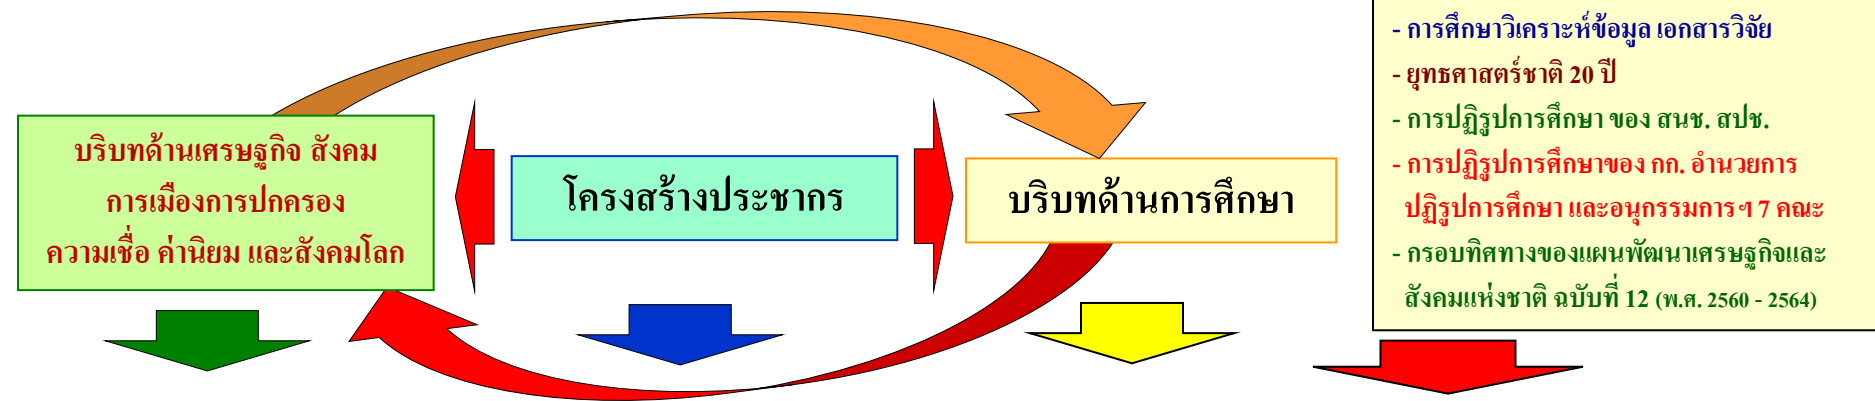 บริบทด้านเศรษฐกิจ สังคม
การเมืองการปกครอง
ความเชื่อ ค่านิยม และสังคมโลก
โครงสร้างประชากร
บริบทด้านการศึกษา
- การศึกษาวิเคราะห์ข้อมูล เอกสารวิจัย
- ยุทธศาสตร์ชาติ 20 ปี
- การปฏิรูปการศึกษา ของ สนช. สปช.
- การปฏิรูปการศึกษาของ กก. อำนวยการ
ปฏิรูปการศึกษา และอนุกรรมการฯ 7 คณะ
- กรอบทิศทางของแผนพัฒนาเศรษฐกิจและ
สังคมแห่งชาติ ฉบับที่ 12 (พ.ศ. 2560 - 2564)